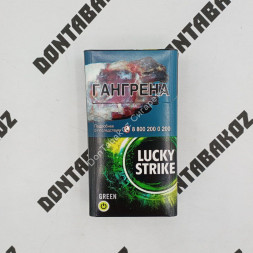 DONTABAKOZ
DONTABAKOZ
ГАНГРЕНА
8 800 200 0 200
LUCKY
STRIKE
GREEN
DONTABAKOZ
DONTABAKOZ